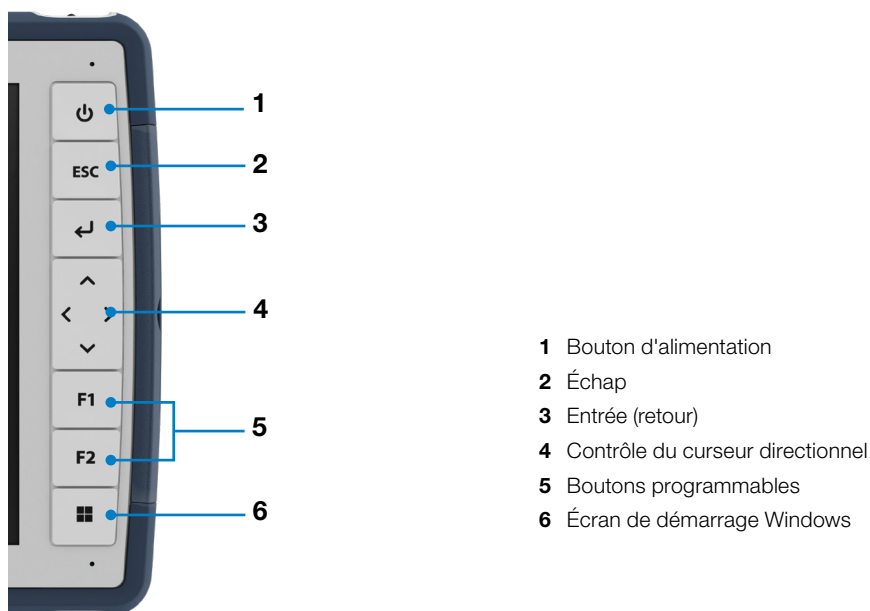 1
ESC
2
3
4
F1
5
F2
6
1 Bouton d'alimentation
2 Échap
3 Entrée (retour)
4 Contrôle du curseur directionnel
5 Boutons programmables
6 Écran de démarrage Windows